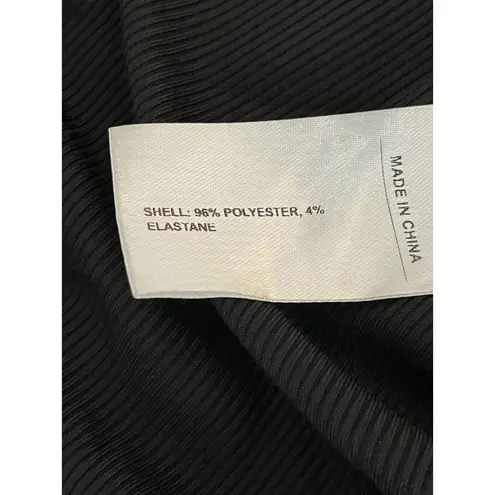 SHELL: 96% POLYESTER, 4%
ELASTANE
MADE IN CHINA